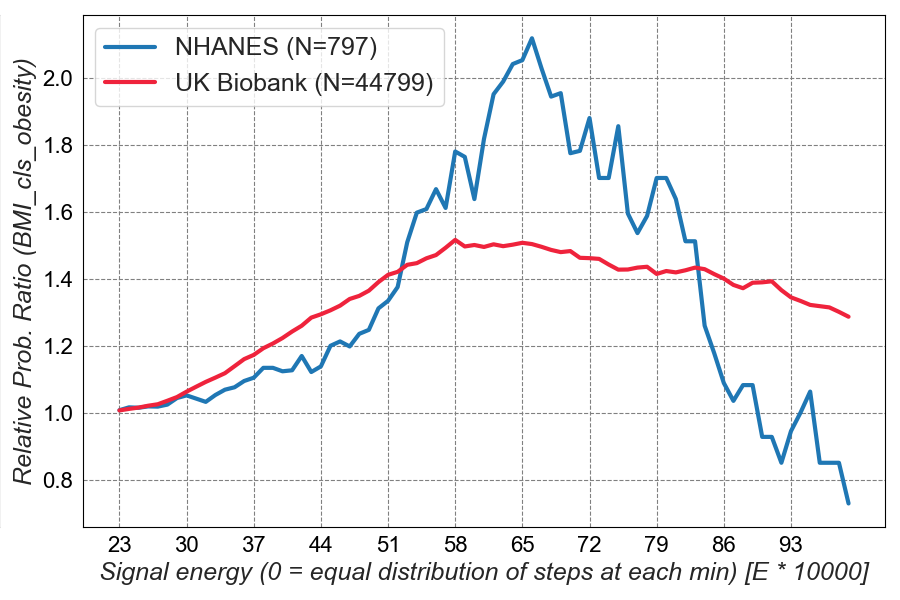 NHANES (N=797)
UK Biobank (N=44799)
Relative Prob. Ratio (BMI_cls_obesity)
2.0
1.8
1.6
1.4
1.2
1.0
0.8
23 30 37 44 51 58 65 72 79 86 93
Signal energy (0 = equal distribution of steps at each min) [E * 10000]